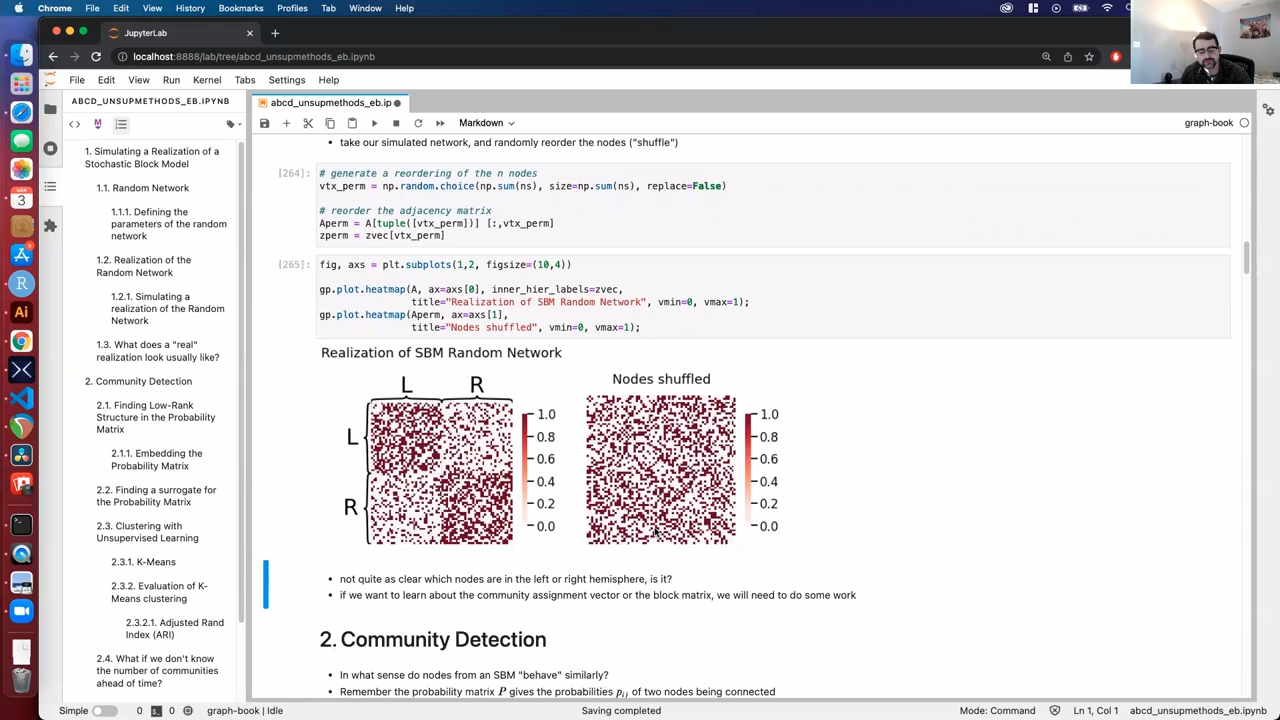 Chrome File Edit View History Bookmarks Profiles Tab Window Help
JupyterLab
localhost:8888/lab/tree/abcd_unsupmethods_eb.ipynb
File Edit View Run Kernel Tabs Settings Help
ABCD_UNSUPMETHODS_EB.IPYNB
1. Simulating a Realization of a
Stochastic Block Model
1.1. Random Network
1.1.1. Defining the
parameters of the random
network
1.2. Realization of the
Random Network
1.2.1. Simulating a
realization of the Random
Network
1.3. What does a "real"
realization look usually like?
2. Community Detection
2.1. Finding Low-Rank
Structure in the Probability
Matrix
2.1.1. Embedding the
Probability Matrix
2.2. Finding a surrogate for
the Probability Matrix
2.3. Clustering with
Unsupervised Learning
2.3.1. K-Means
2.3.2. Evaluation of K-
Means clustering
2.3.2.1. Adjusted Rand
Index (ARI)
2.4. What if we don't know
the number of communities
ahead of time?
abcd_unsupmethods_eb.ip
Markdown
graph-book
• take our simulated network, and randomly reorder the nodes ("shuffle")
[264]:
# generate a reordering of the n nodes
vtx_perm = np.random.choice(np.sum(ns), size=np.sum(ns), replace=False)
# reorder the adjacency matrix
Aperm = A[tuple([vtx_perm])] [:,vtx_perm]
zperm = zvec[vtx_perm]
[265]:
fig, axs = plt.subplots(1,2, figsize=(10,4))
gp.plot.heatmap(A, ax=axs[0], inner_hier_labels=zvec,
title="Realization of SBM Random Network", vmin=0, vmax=1);
gp.plot.heatmap(Aperm, ax=axs[1],
title="Nodes shuffled", vmin=0, vmax=1);
Realization of SBM Random Network
L R
L
R
1.0
0.8
0.6
0.4
0.2
0.0
Nodes shuffled
1.0
0.8
0.6
0.4
0.2
0.0
• not quite as clear which nodes are in the left or right hemisphere, is it?
• if we want to learn about the community assignment vector or the block matrix, we will need to do some work
2. Community Detection
• In what sense do nodes from an SBM "behave" similarly?
• Remember the probability matrix P gives the probabilities p_ij of two nodes being connected
Simple 0 0 graph-book | Idle Saving completed Mode: Command Ln 1, Col 1 abcd_unsupmethods_eb.ipynb